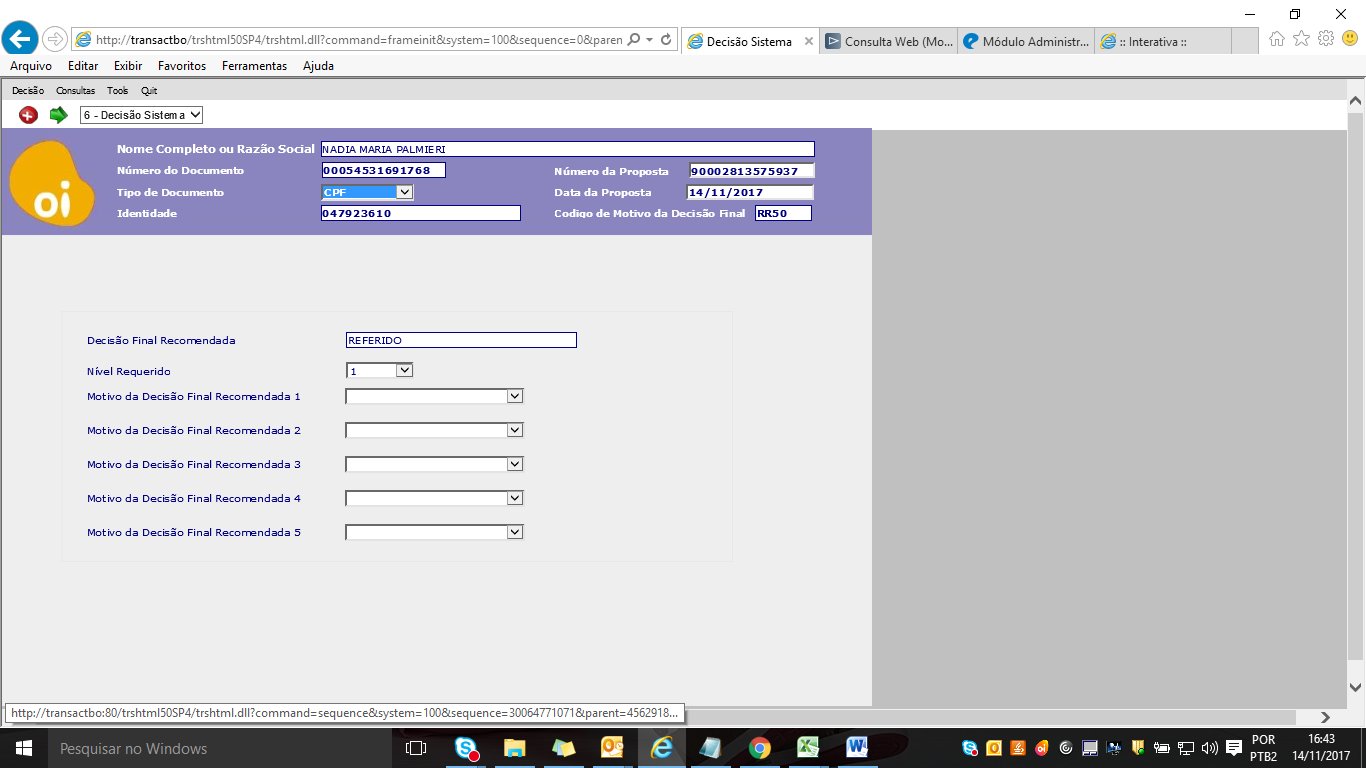 http://transactbo/trshtml50SP4/trshtml.dll?command=frameinit&system=100&sequence=0&paren
Decisão Sistema
Consulta Web (Mo...
Módulo Administr...
:: Interativa ::
Arquivo Editar Exibir Favoritos Ferramentas Ajuda
Decisão Consultas Tools Quit
6 - Decisão Sistema
oi
Nome Completo ou Razão Social NADIA MARIA PALMIERI
Número do Documento 00054531691768 Número da Proposta 90002813575937
Tipo de Documento CPF Data da Proposta 14/11/2017
Identidade 047923610 Codigo de Motivo da Decisão Final RR50
Decisão Final Recomendada REFERIDO
Nível Requerido 1
Motivo da Decisão Final Recomendada 1
Motivo da Decisão Final Recomendada 2
Motivo da Decisão Final Recomendada 3
Motivo da Decisão Final Recomendada 4
Motivo da Decisão Final Recomendada 5
http://transactbo:80/trshtml50SP4/trshtml.dll?command=sequence&system=100&sequence=30064771071&parent=4562918...
Pesquisar no Windows
POR 16:43
PTB2 14/11/2017